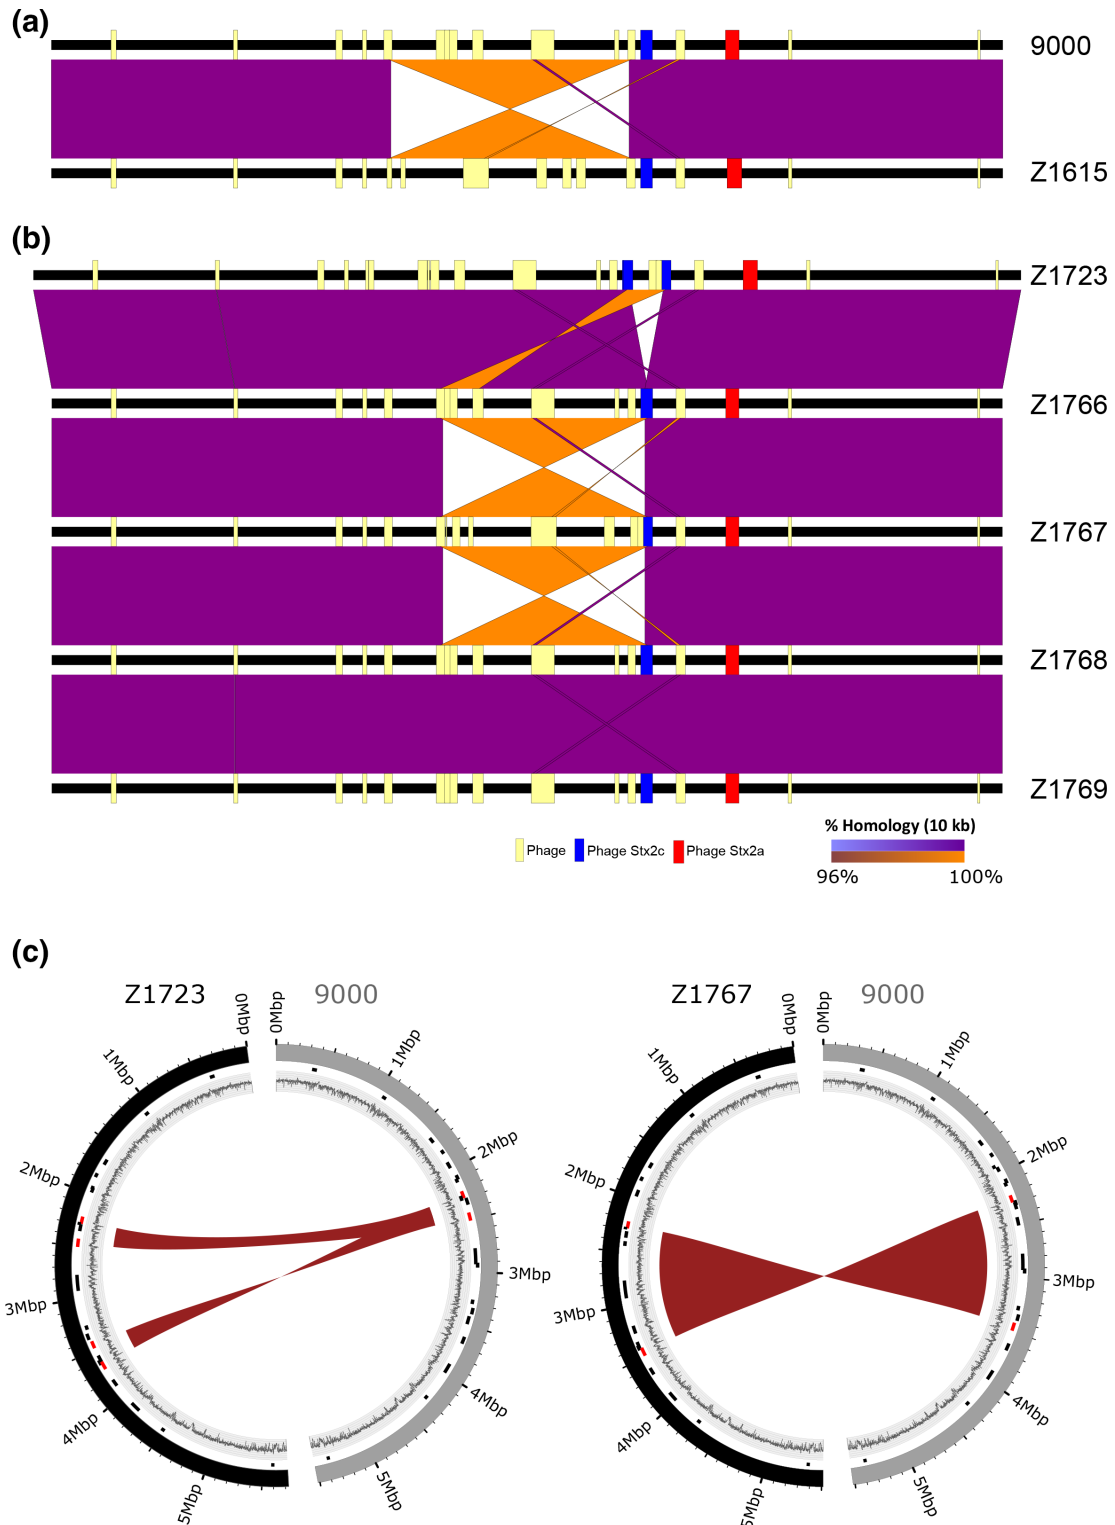 (a)
9000
Z1615
(b)
Z1723
Z1766
Z1767
Z1768
Z1769
Phage Phage Stx2c Phage Stx2a
% Homology (10 kb)
96% 100%
(c)
Z1723 9000
0Mbp 0Mbp
1Mbp 1Mbp
2Mbp 2Mbp
3Mbp 3Mbp
4Mbp 4Mbp
5Mbp 5Mbp
Z1767 9000
0Mbp 0Mbp
1Mbp 1Mbp
2Mbp 2Mbp
3Mbp 3Mbp
4Mbp 4Mbp
5Mbp 5Mbp